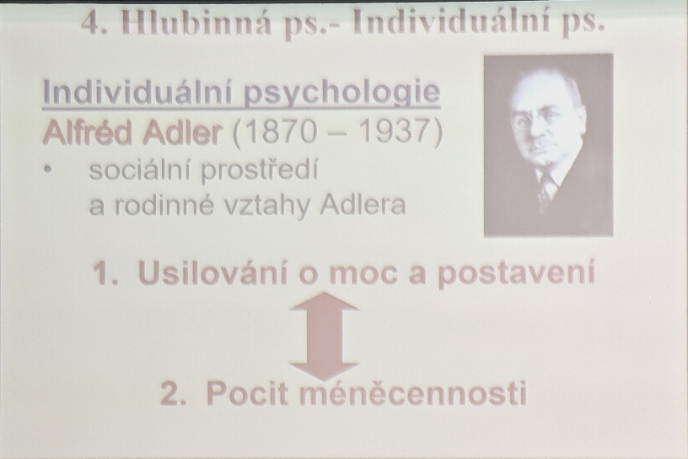 4. Hlubinná ps.- Individuální ps.
Individuální psychologie
Alfréd Adler (1870 – 1937)
• sociální prostředí
a rodinné vztahy Adlera
1. Usilování o moc a postavení
2. Pocit méněcennosti